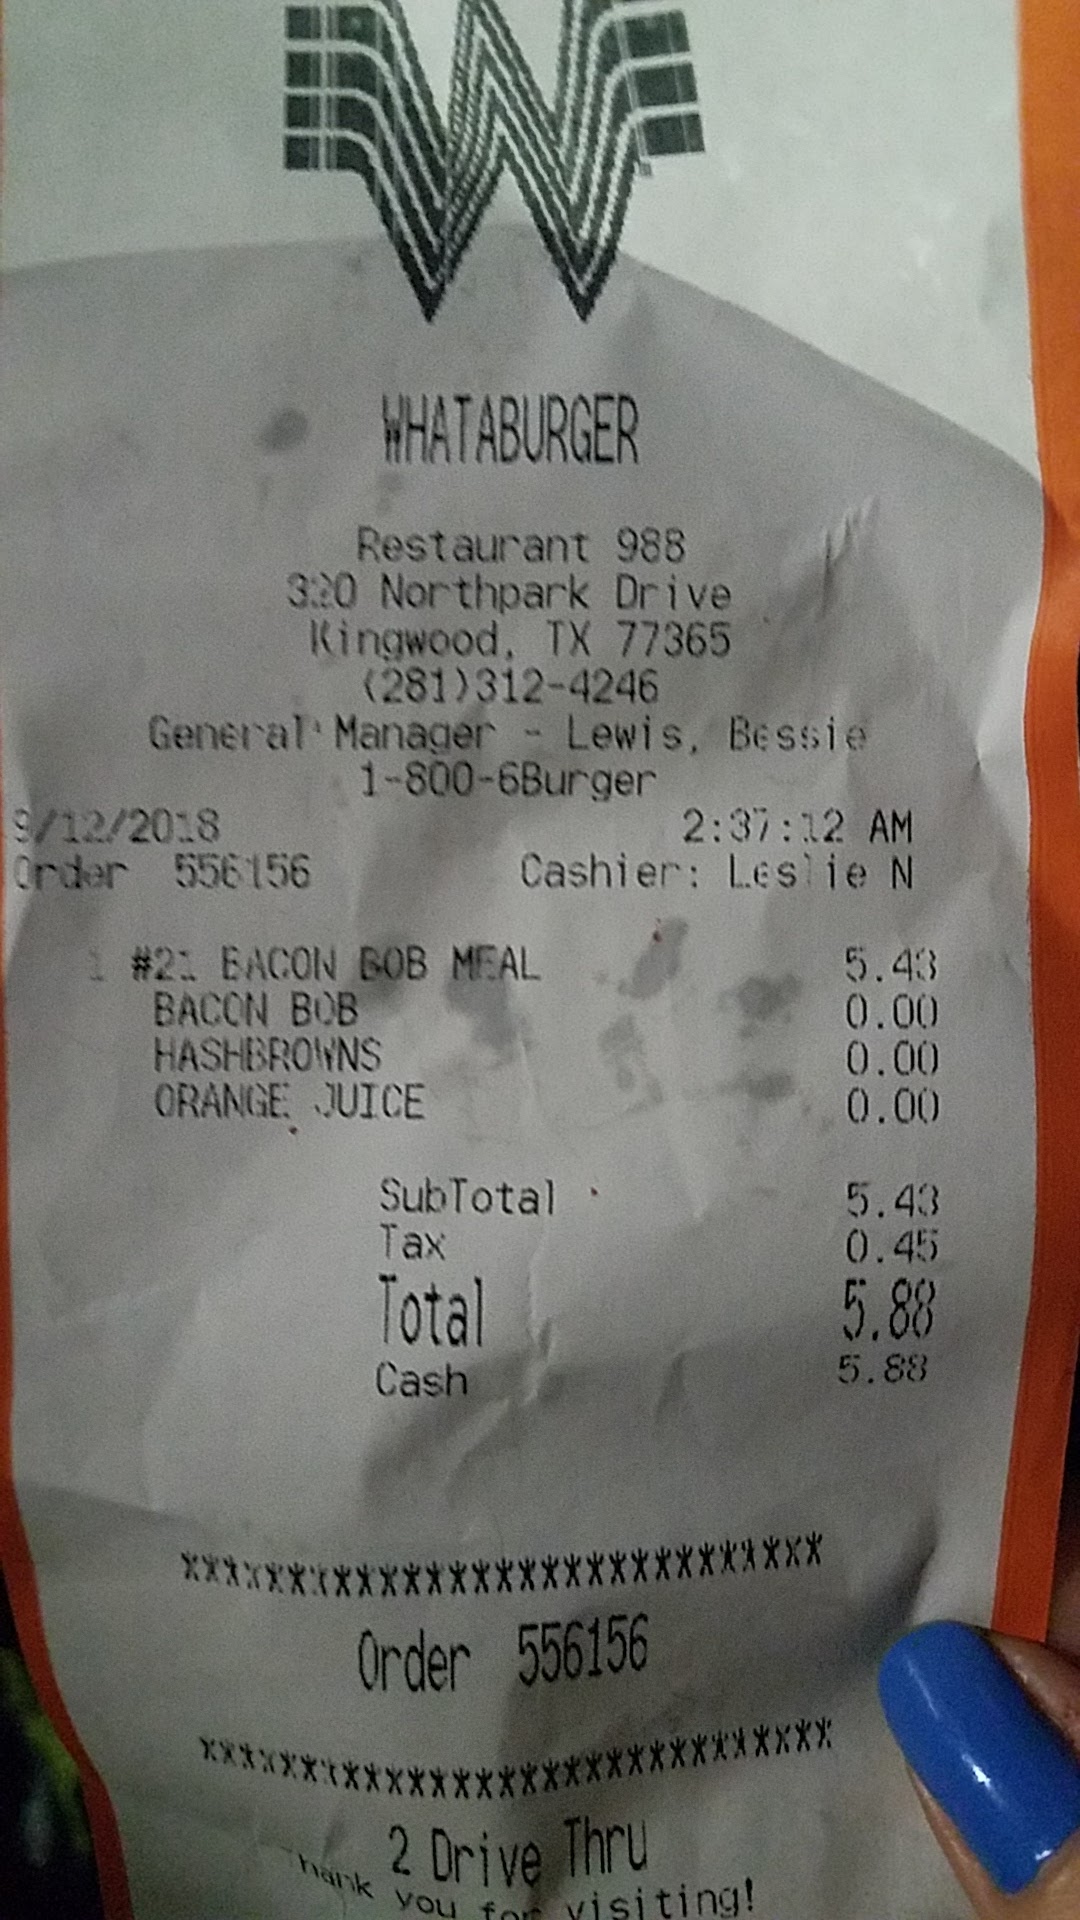 W
WHATABURGER
Restaurant 988
320 Northpark Drive
Kingwood, TX 77365
(281)312-4246
General Manager - Lewis, Bessie
1-800-6Burger
9/12/2018 2:37:12 AM
Order 556156 Cashier: Leslie N
1 #21 BACON BOB MEAL 5.43
BACON BOB 0.00
HASHBROWNS 0.00
ORANGE JUICE 0.00
SubTotal 5.43
Tax 0.45
Total 5.88
Cash 5.88
***********************************
Order 556156
***********************************
2 Drive Thru
Thank you for visiting!